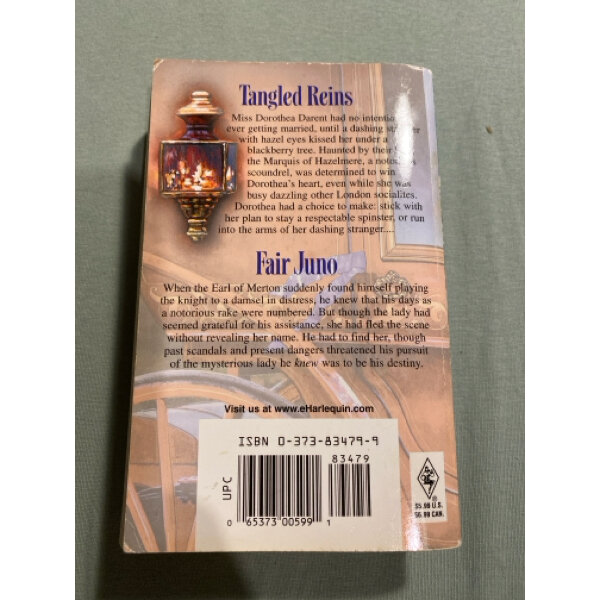 Tangled Reins
Miss Dorothea Darent had no intention
ever getting married, until a dashing
with hazel eyes kissed her under a
blackberry tree. Haunted by their
the Marquis of Hazelmere, a notorious
scoundrel, was determined to win
Dorothea's heart, even while she was
busy dazzling other London socialites.
Dorothea had a choice to make: stick with
her plan to stay a respectable spinster, or run
into the arms of her dashing stranger....
Fair Juno
When the Earl of Merton suddenly found himself playing
the knight to a damsel in distress, he knew that his days as
a notorious rake were numbered. But though the lady had
seemed grateful for his assistance, she had fled the scene
without revealing her name. He had to find her, though
past scandals and present dangers threatened his pursuit
of the mysterious lady he knew was to be his destiny.
Visit us at www.eHarlequin.com
ISBN 0-373-83479-9
83479
UPC
0 65373 00599 1
$5.99 U.S.
$6.99 CAN.